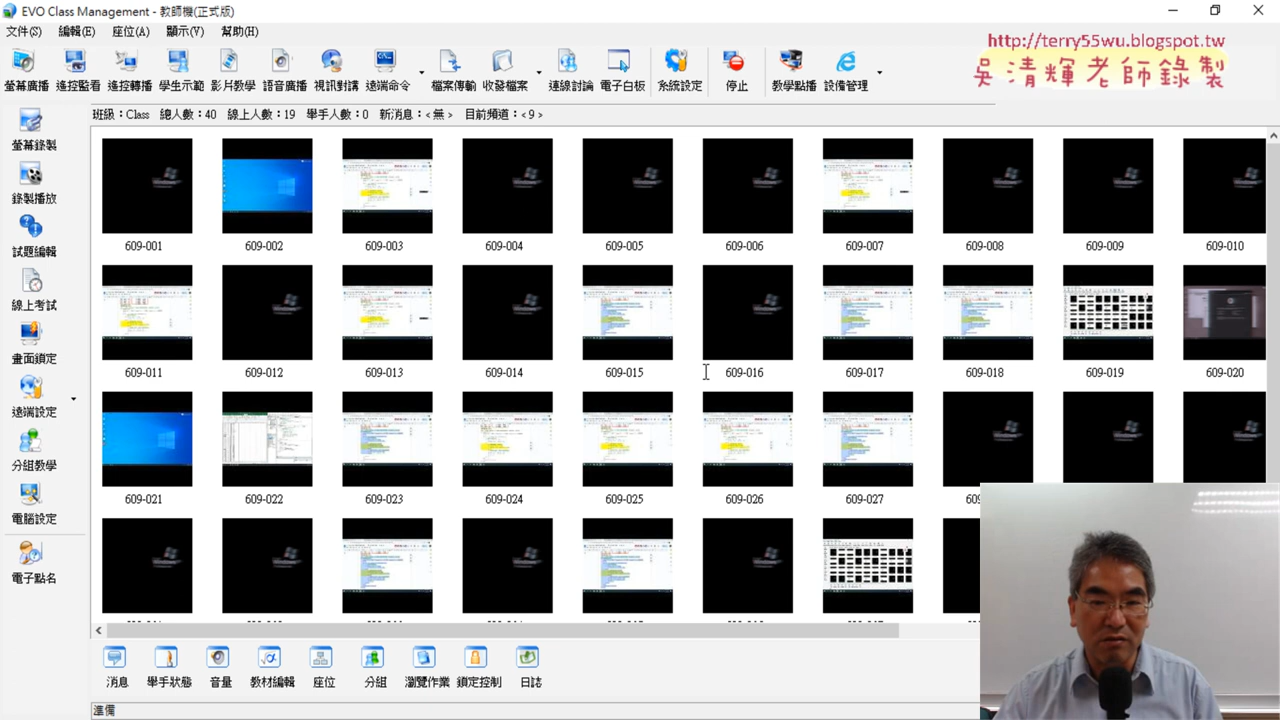 EVO Class Management - 教師機(正式版)
文件(S) 編輯(E) 座位(A) 顯示(V) 幫助(H)
http://terry55wu.blogspot.tw
吳清輝老師錄製
螢幕廣播 遙控監看 遙控轉播 學生示範 影片教學 語音廣播 視訊對講 遠端命令 檔案傳輸 收發檔案 連線討論 電子白板 系統設定 停止 教學點播 設備管理
班級：Class 總人數：40 線上人數：19 舉手人數：0 新消息：< 無 > 目前頻道：< 9 >
螢幕錄製
錄製播放
試題編輯
線上考試
畫面鎖定
遠端設定
分組教學
電腦設定
電子點名
609-001 609-002 609-003 609-004 609-005 609-006 609-007 609-008 609-009 609-010
609-011 609-012 609-013 609-014 609-015 609-016 609-017 609-018 609-019 609-020
609-021 609-022 609-023 609-024 609-025 609-026 609-027
消息 舉手狀態 音量 教材編輯 座位 分組 瀏覽作業 鎖定控制 日誌
準備